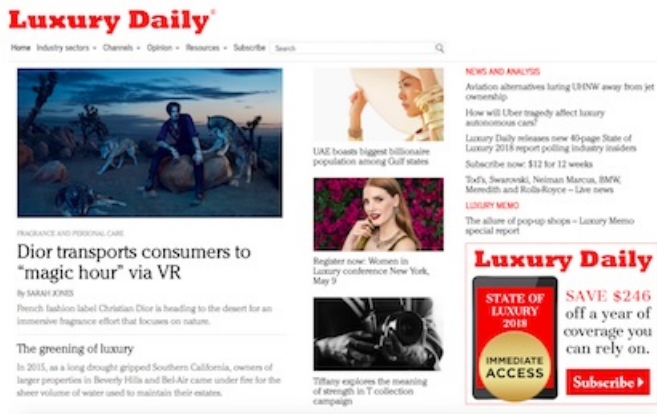 Luxury Daily®
Home Industry sectors Channels Opinion Resources Subscribe Search
FRAGRANCE AND PERSONAL CARE
Dior transports consumers to
“magic hour” via VR
By SARAH JONES
French fashion label Christian Dior is heading to the desert for an
immersive fragrance effort that focuses on nature.
The greening of luxury
In 2015, as a long drought gripped Southern California, owners of
larger properties in Beverly Hills and Bel-Air came under fire for the
sheer volume of water used to maintain their estates.
UAE boasts biggest billionaire
population among Gulf states
Register now: Women in
Luxury conference New York,
May 9
Tiffany explores the meaning
of strength in T collection
campaign
NEWS AND ANALYSIS
Aviation alternatives luring UHNW away from jet
ownership
How will Uber tragedy affect luxury
autonomous cars?
Luxury Daily releases new 40-page State of
Luxury 2018 report polling industry insiders
Subscribe now: $12 for 12 weeks
Tod's, Swarovski, Neiman Marcus, BMW,
Meredith and Rolls-Royce – Live news
LUXURY MEMO
The allure of pop-up shops – Luxury Memo
special report
Luxury Daily
STATE OF
LUXURY
2018
IMMEDIATE
ACCESS
SAVE $246
off a year of
coverage you
can rely on.
Subscribe